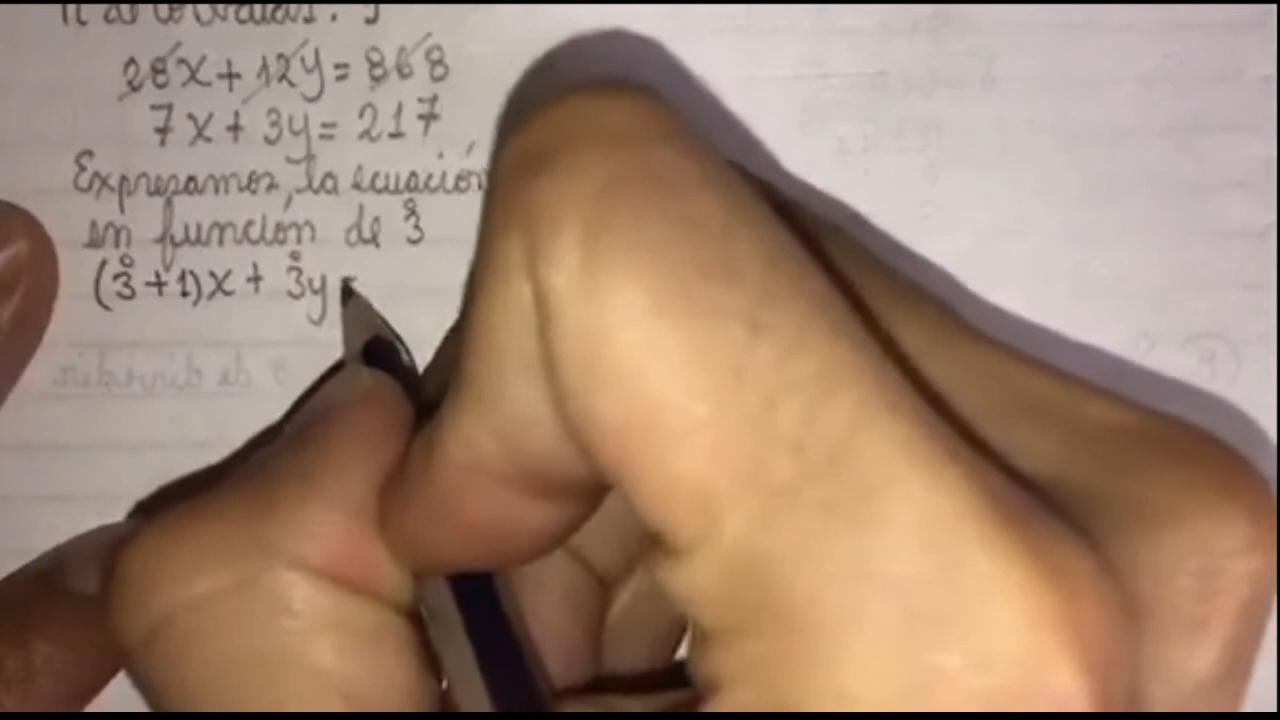 28x + 12y = 868
7x + 3y = 217
Expresamos la ecuación
en función de 3̊
(3̊+1)x + 3̊y =